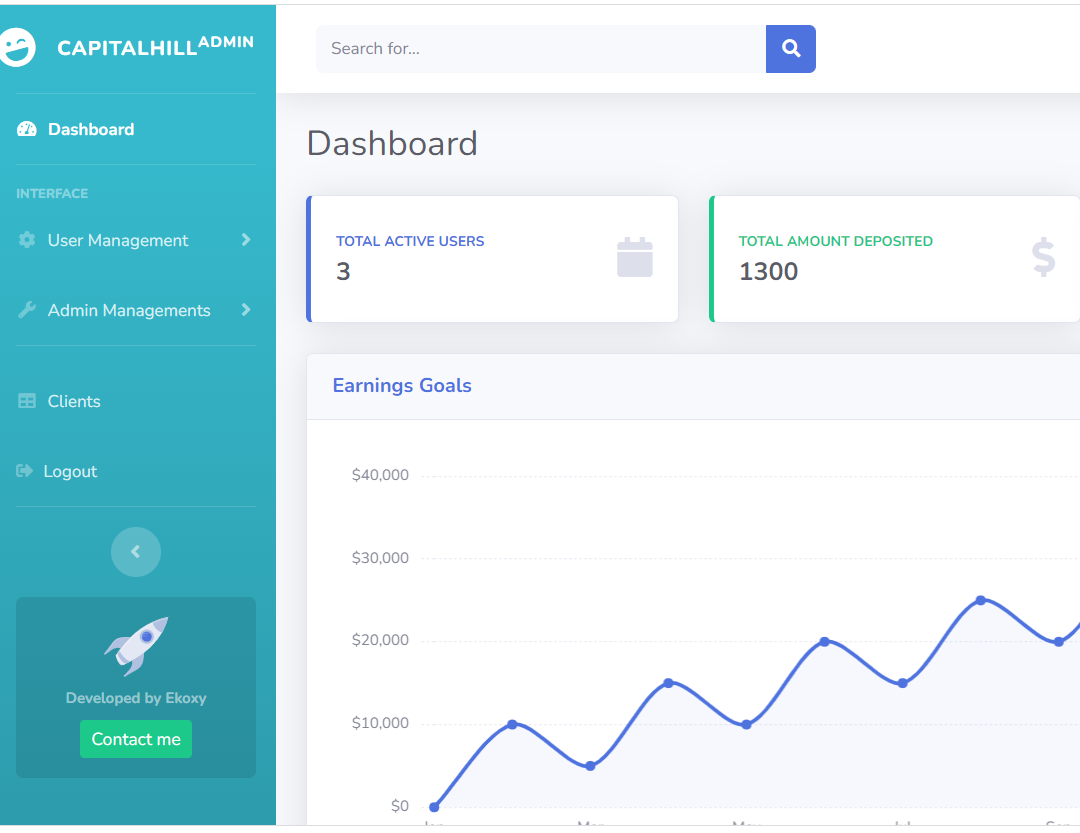 CAPITALHILLADMIN
Search for...
Dashboard
INTERFACE
User Management
Admin Managements
Clients
Logout
Developed by Ekoxy
Contact me
Dashboard
TOTAL ACTIVE USERS
3
TOTAL AMOUNT DEPOSITED
1300
Earnings Goals
$40,000
$30,000
$20,000
$10,000
$0